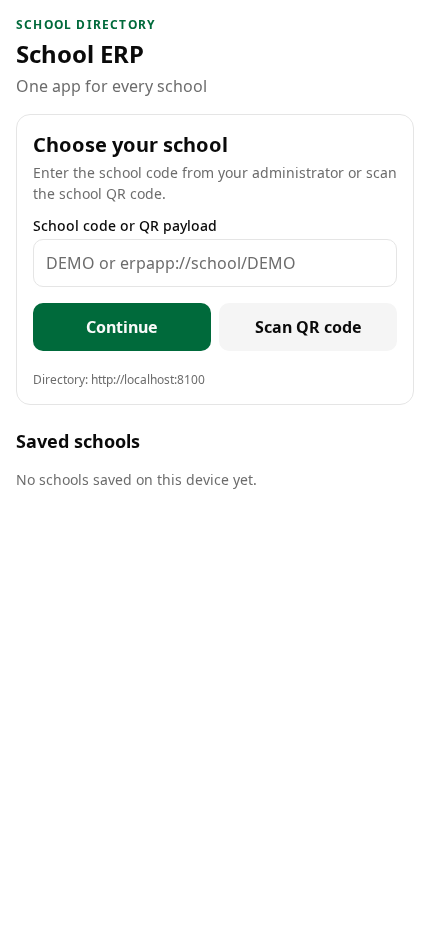 SCHOOL DIRECTORY
School ERP
One app for every school
Choose your school
Enter the school code from your administrator or scan
the school QR code.
School code or QR payload
DEMO or erpapp://school/DEMO
Continue
Scan QR code
Directory: http://localhost:8100
Saved schools
No schools saved on this device yet.